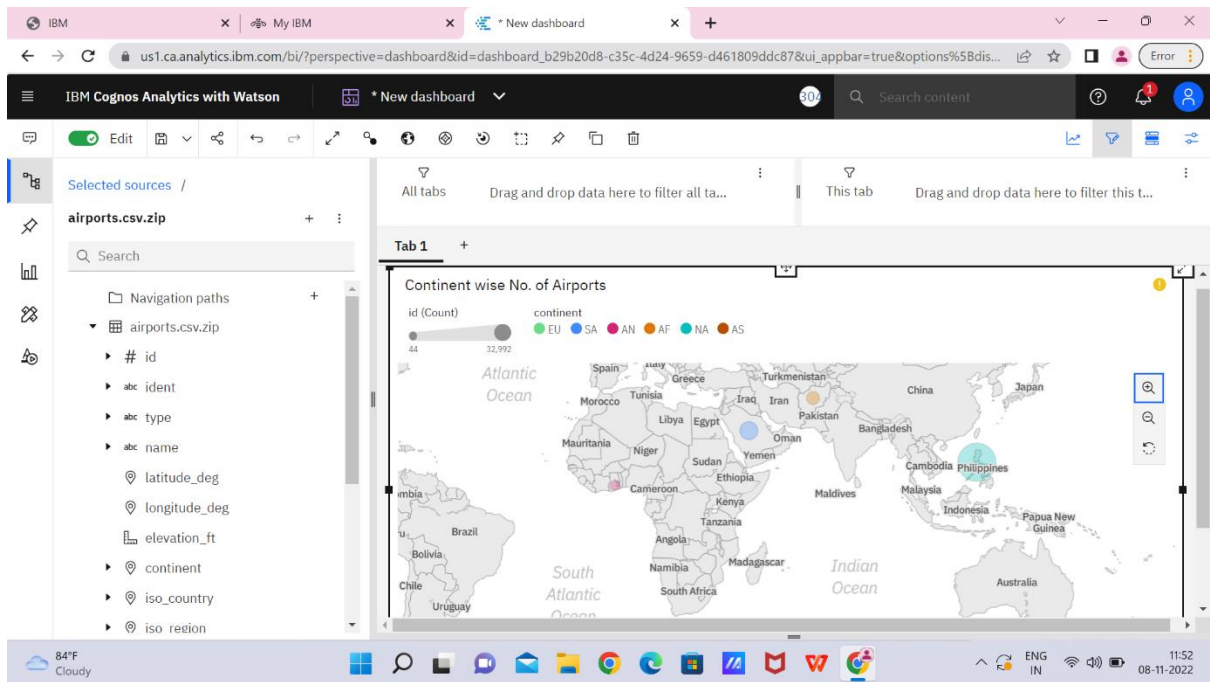 IBM
My IBM
* New dashboard
us1.ca.analytics.ibm.com/bi/?perspective=dashboard&id=dashboard_b29b20d8-c35c-4d24-9659-d461809ddc87&ui_appbar=true&options%5Bdis...
Error
IBM Cognos Analytics with Watson
* New dashboard
304
Search content
1
Edit
Selected sources /
airports.csv.zip
Search
Navigation paths
airports.csv.zip
# id
abc ident
abc type
abc name
latitude_deg
longitude_deg
elevation_ft
continent
iso_country
iso_region
All tabs
Drag and drop data here to filter all ta...
This tab
Drag and drop data here to filter this t...
Tab 1 +
Continent wise No. of Airports
id (Count)
44
32,992
continent
EU SA AN AF NA AS
Atlantic
Ocean
Spain
Italy
Greece
Turkmenistan
China
Japan
Morocco
Tunisia
Iraq
Iran
Pakistan
Libya
Egypt
Bangladesh
Oman
Mauritania
Niger
Sudan
Yemen
Cambodia
Philippines
Ethiopia
Cameroon
Kenya
Maldives
Malaysia
Indonesia
Papua New
Guinea
Tanzania
Brazil
Angola
Bolivia
Namibia
Madagascar
Indian
Ocean
South
Atlantic
Ocean
Chile
South Africa
Australia
Uruguay
84°F
Cloudy
ENG
IN
11:52
08-11-2022